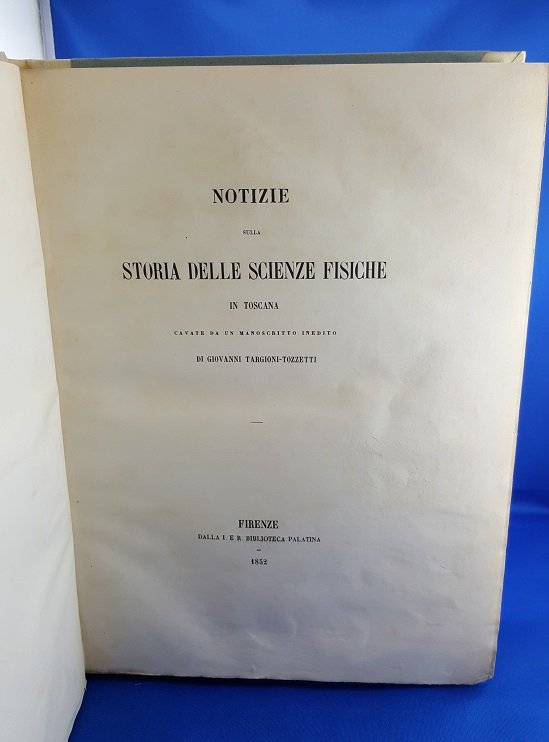 NOTIZIE
SULLA
STORIA DELLE SCIENZE FISICHE
IN TOSCANA
CAVATE DA UN MANOSCRITTO INEDITO
DI GIOVANNI TARGIONI-TOZZETTI
FIRENZE
DALLA I. E R. BIBLIOTECA PALATINA
1852